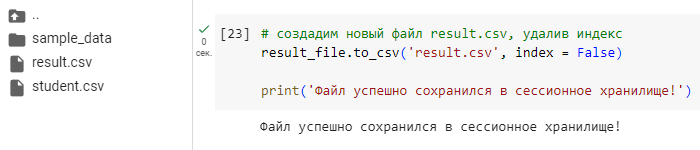 ..
sample_data
result.csv
student.csv
0
сек.
[23] # создадим новый файл result.csv, удалив индекс
result_file.to_csv('result.csv', index = False)
print('Файл успешно сохранился в сессионное хранилище!')
Файл успешно сохранился в сессионное хранилище!